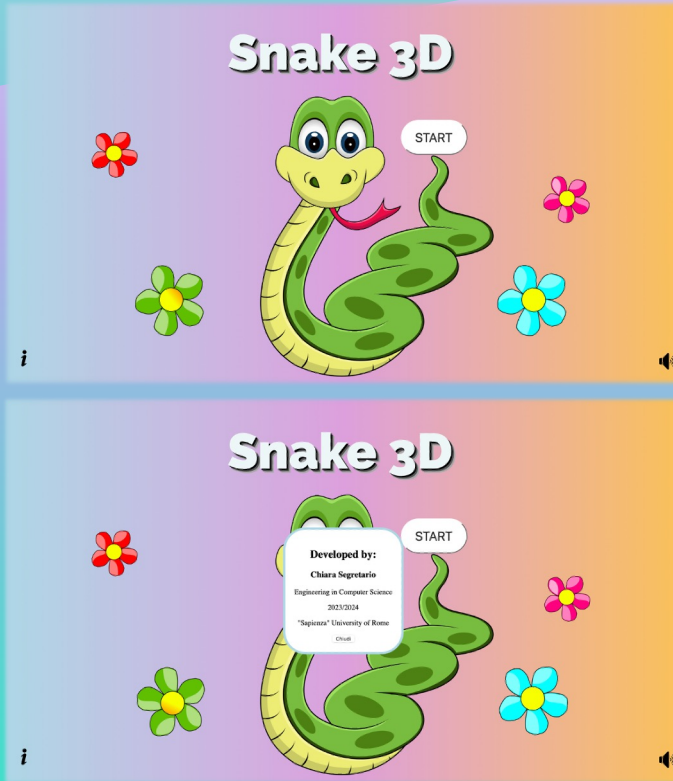 Snake 3D
START
i
Snake 3D
START
Developed by:
Chiara Segretario
Engineering in Computer Science
2023/2024
"Sapienza" University of Rome
Chiudi
i